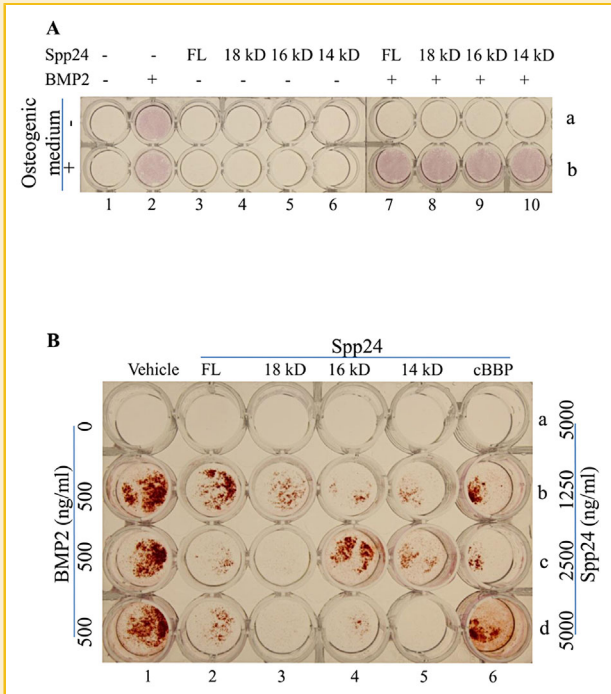 A
Spp24 - - FL 18 kD 16 kD 14 kD FL 18 kD 16 kD 14 kD
BMP2 - + - - - - + + + +
Osteogenic
medium
- a
+ b
1 2 3 4 5 6 7 8 9 10
B
Spp24
Vehicle FL 18 kD 16 kD 14 kD cBBP
BMP2 (ng/ml)
0 a 5000
500 b 1250
500 c 2500
500 d 5000
Spp24 (ng/ml)
1 2 3 4 5 6